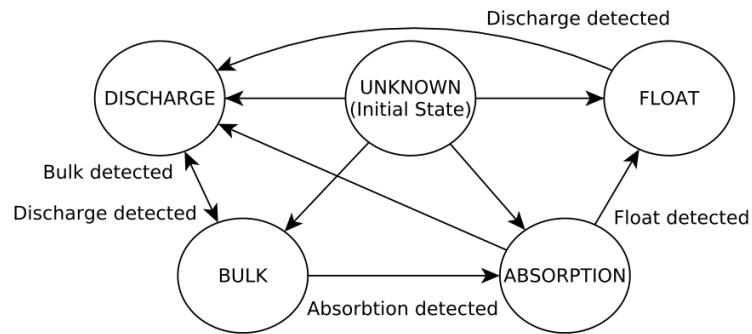 Discharge detected
DISCHARGE
UNKNOWN
(Initial State)
FLOAT
Bulk detected
Discharge detected
Float detected
BULK
ABSORPTION
Absorbtion detected